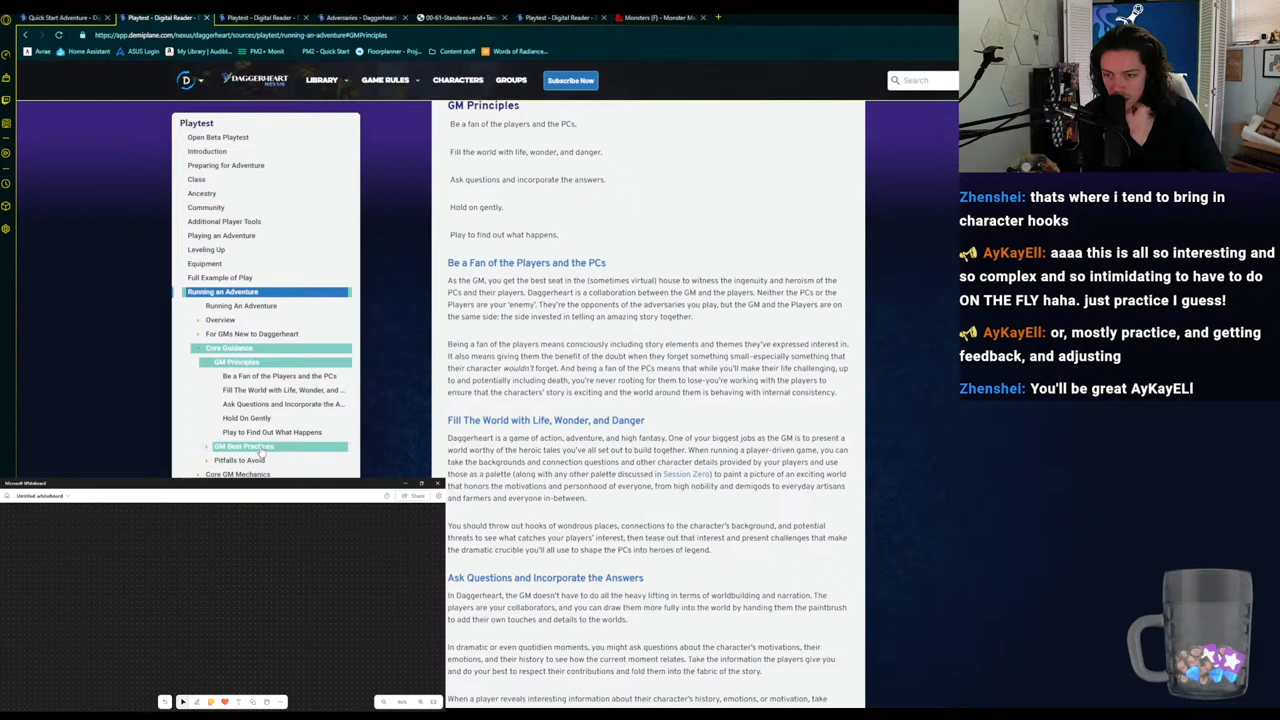 Quick Start Adventure - Di
Playtest - Digital Reader -
Playtest - Digital Reader -
Adversaries - Daggerheart
00-61-Standees+and+Ter
Playtest - Digital Reader -
Monsters (F) - Monster Ma
https://app.demiplane.com/nexus/daggerheart/sources/playtest/running-an-adventure#GMPrinciples
Avrae
Home Assistant
ASUS Login
My Library | Audibl...
PM2+ Monit
PM2 - Quick Start
Floorplanner - Proj...
Content stuff
Words of Radiance...
DAGGERHEART
NEXUS
LIBRARY
GAME RULES
CHARACTERS
GROUPS
Subscribe Now
Search
Playtest
Open Beta Playtest
Introduction
Preparing for Adventure
Class
Ancestry
Community
Additional Player Tools
Playing an Adventure
Leveling Up
Equipment
Full Example of Play
Running an Adventure
Running An Adventure
Overview
For GMs New to Daggerheart
Core Guidance
GM Principles
Be a Fan of the Players and the PCs
Fill The World with Life, Wonder, and ...
Ask Questions and Incorporate the A...
Hold On Gently
Play to Find Out What Happens
GM Best Practices
Pitfalls to Avoid
Core GM Mechanics
GM Principles
Be a fan of the players and the PCs.
Fill the world with life, wonder, and danger.
Ask questions and incorporate the answers.
Hold on gently.
Play to find out what happens.
Be a Fan of the Players and the PCs
As the GM, you get the best seat in the (sometimes virtual) house to witness the ingenuity and heroism of the
PCs and their players. Daggerheart is a collaboration between the GM and the players. Neither the PCs or the
Players are your 'enemy'. They're the opponents of the adversaries you play, but the GM and the Players are on
the same side: the side invested in telling an amazing story together.
Being a fan of the players means consciously including story elements and themes they've expressed interest in.
It also means giving them the benefit of the doubt when they forget something small-especially something that
their character wouldn't forget. And being a fan of the PCs means that while you'll make their life challenging, up
to and potentially including death, you're never rooting for them to lose-you're working with the players to
ensure that the characters' story is exciting and the world around them is behaving with internal consistency.
Fill The World with Life, Wonder, and Danger
Daggerheart is a game of action, adventure, and high fantasy. One of your biggest jobs as the GM is to present a
world worthy of the heroic tales you've all set out to build together. When running a player-driven game, you can
take the backgrounds and connection questions and other character details provided by your players and use
those as a palette (along with any other palette discussed in Session Zero) to paint a picture of an exciting world
that honors the motivations and personhood of everyone, from high nobility and demigods to everyday artisans
and farmers and everyone in-between.
You should throw out hooks of wondrous places, connections to the character's background, and potential
threats to see what catches your players' interest, then tease out that interest and present challenges that make
the dramatic crucible you'll all use to shape the PCs into heroes of legend.
Ask Questions and Incorporate the Answers
In Daggerheart, the GM doesn't have to do all the heavy lifting in terms of worldbuilding and narration. The
players are your collaborators, and you can draw them more fully into the world by handing them the paintbrush
to add their own touches and details to the worlds.
In dramatic or even quotidien moments, you might ask questions about the character's motivations, their
emotions, and their history to see how the current moment relates. Take the information the players give you
and do your best to respect their contributions and fold them into the fabric of the story.
When a player reveals interesting information about their character's history, emotions, or motivation, take
Microsoft Whiteboard
Untitled whiteboard
Share
Zhenshei: thats where i tend to bring in
character hooks
AyKayEll: aaaa this is all so interesting and
so complex and so intimidating to have to do
ON THE FLY haha. just practice I guess!
AyKayEll: or, mostly practice, and getting
feedback, and adjusting
Zhenshei: You'll be great AyKayELl